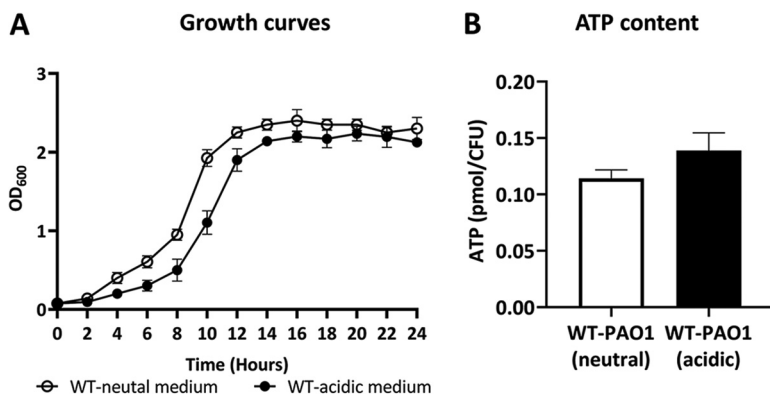 A
Growth curves
3
2
1
0
OD600
0 2 4 6 8 10 12 14 16 18 20 22 24
Time (Hours)
WT-neutal medium WT-acidic medium
B
ATP content
0.20
0.15
0.10
0.05
0.00
ATP (pmol/CFU)
WT-PAO1 WT-PAO1
(neutral) (acidic)